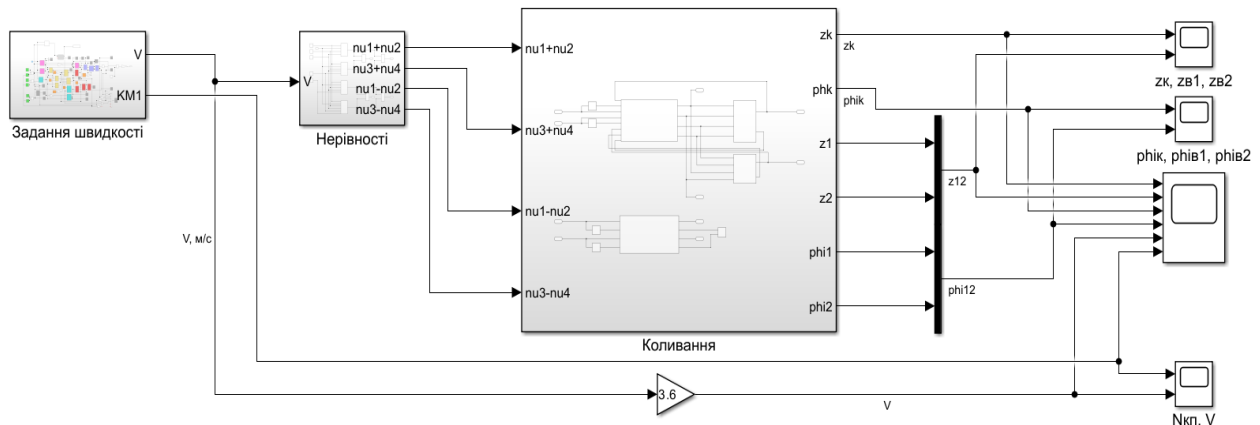 V
KM1
Задання швидкості
V
nu1+nu2
nu3+nu4
nu1-nu2
nu3-nu4
Нерівності
nu1+nu2
nu3+nu4
nu1-nu2
nu3-nu4
zk
phk
z1
z2
phi1
phi2
Коливання
zk
phik
z12
phi12
zк, zв1, zв2
phiк, phiв1, phiв2
V, м/с
3.6
V
Nкп, V